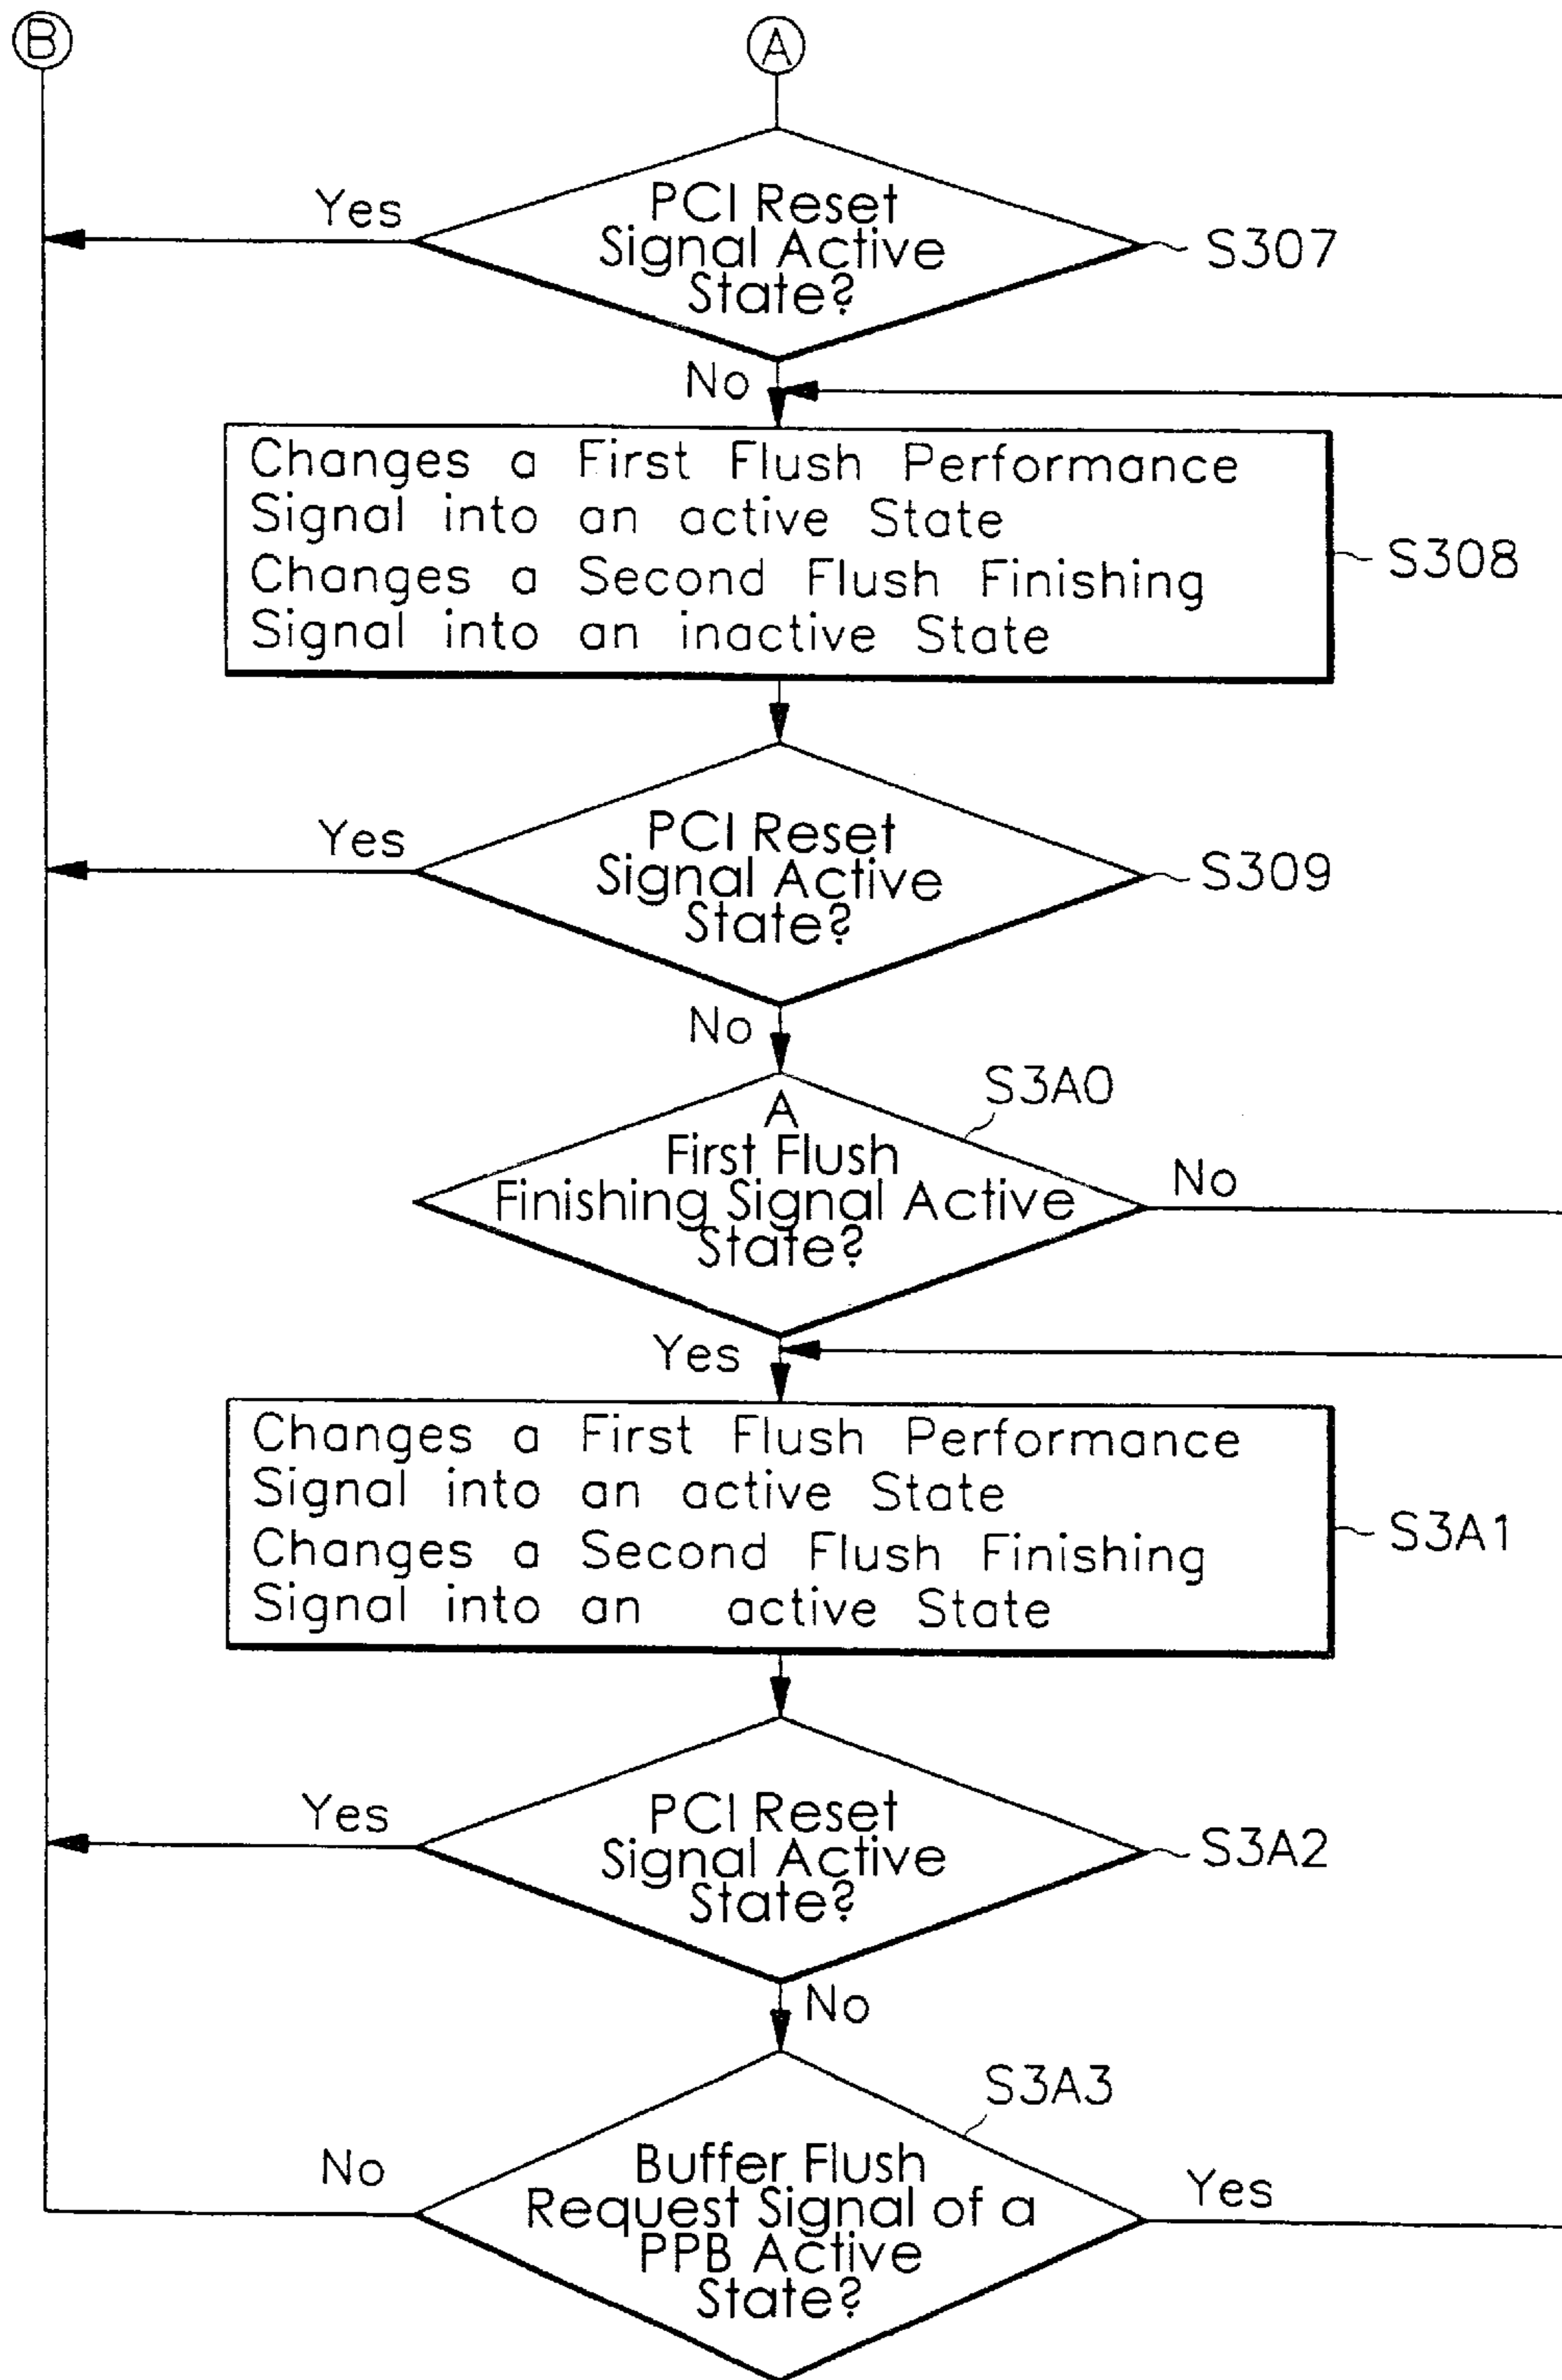 B
A
Yes
PCI Reset
Signal Active
State?
S307
No
Changes a First Flush Performance
Signal into an active State
Changes a Second Flush Finishing
Signal into an inactive State
S308
Yes
PCI Reset
Signal Active
State?
S309
No
S3A0
A
First Flush
Finishing Signal Active
State?
No
Yes
Changes a First Flush Performance
Signal into an active State
Changes a Second Flush Finishing
Signal into an active State
S3A1
Yes
PCI Reset
Signal Active
State?
S3A2
No
S3A3
No
Buffer Flush
Request Signal of a
PPB Active
State?
Yes